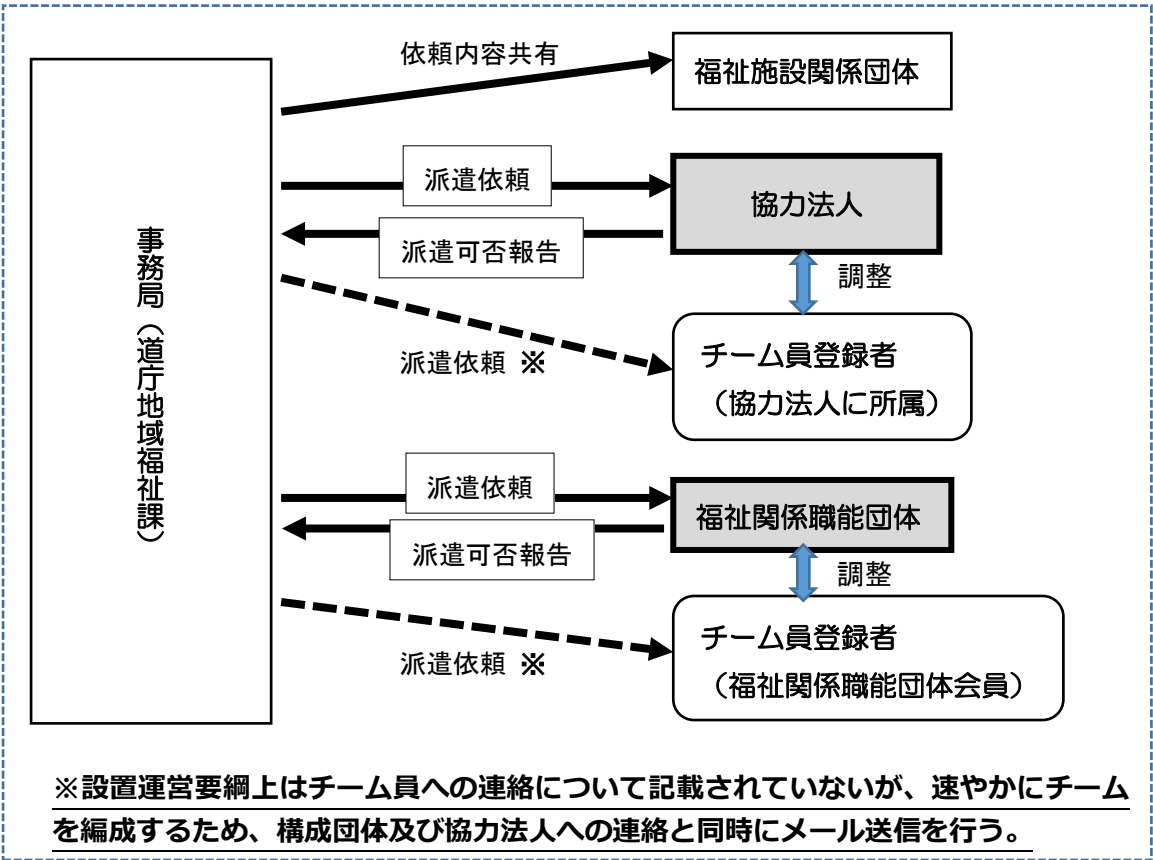 依頼内容共有
福祉施設関係団体
派遣依頼
協力法人
派遣可否報告
調整
事務局（道庁地域福祉課）
派遣依頼 ※
チーム員登録者
（協力法人に所属）
派遣依頼
福祉関係職能団体
派遣可否報告
調整
派遣依頼 ※
チーム員登録者
（福祉関係職能団体会員）
※設置運営要綱上はチーム員への連絡について記載されていないが、速やかにチーム
を編成するため、構成団体及び協力法人への連絡と同時にメール送信を行う。